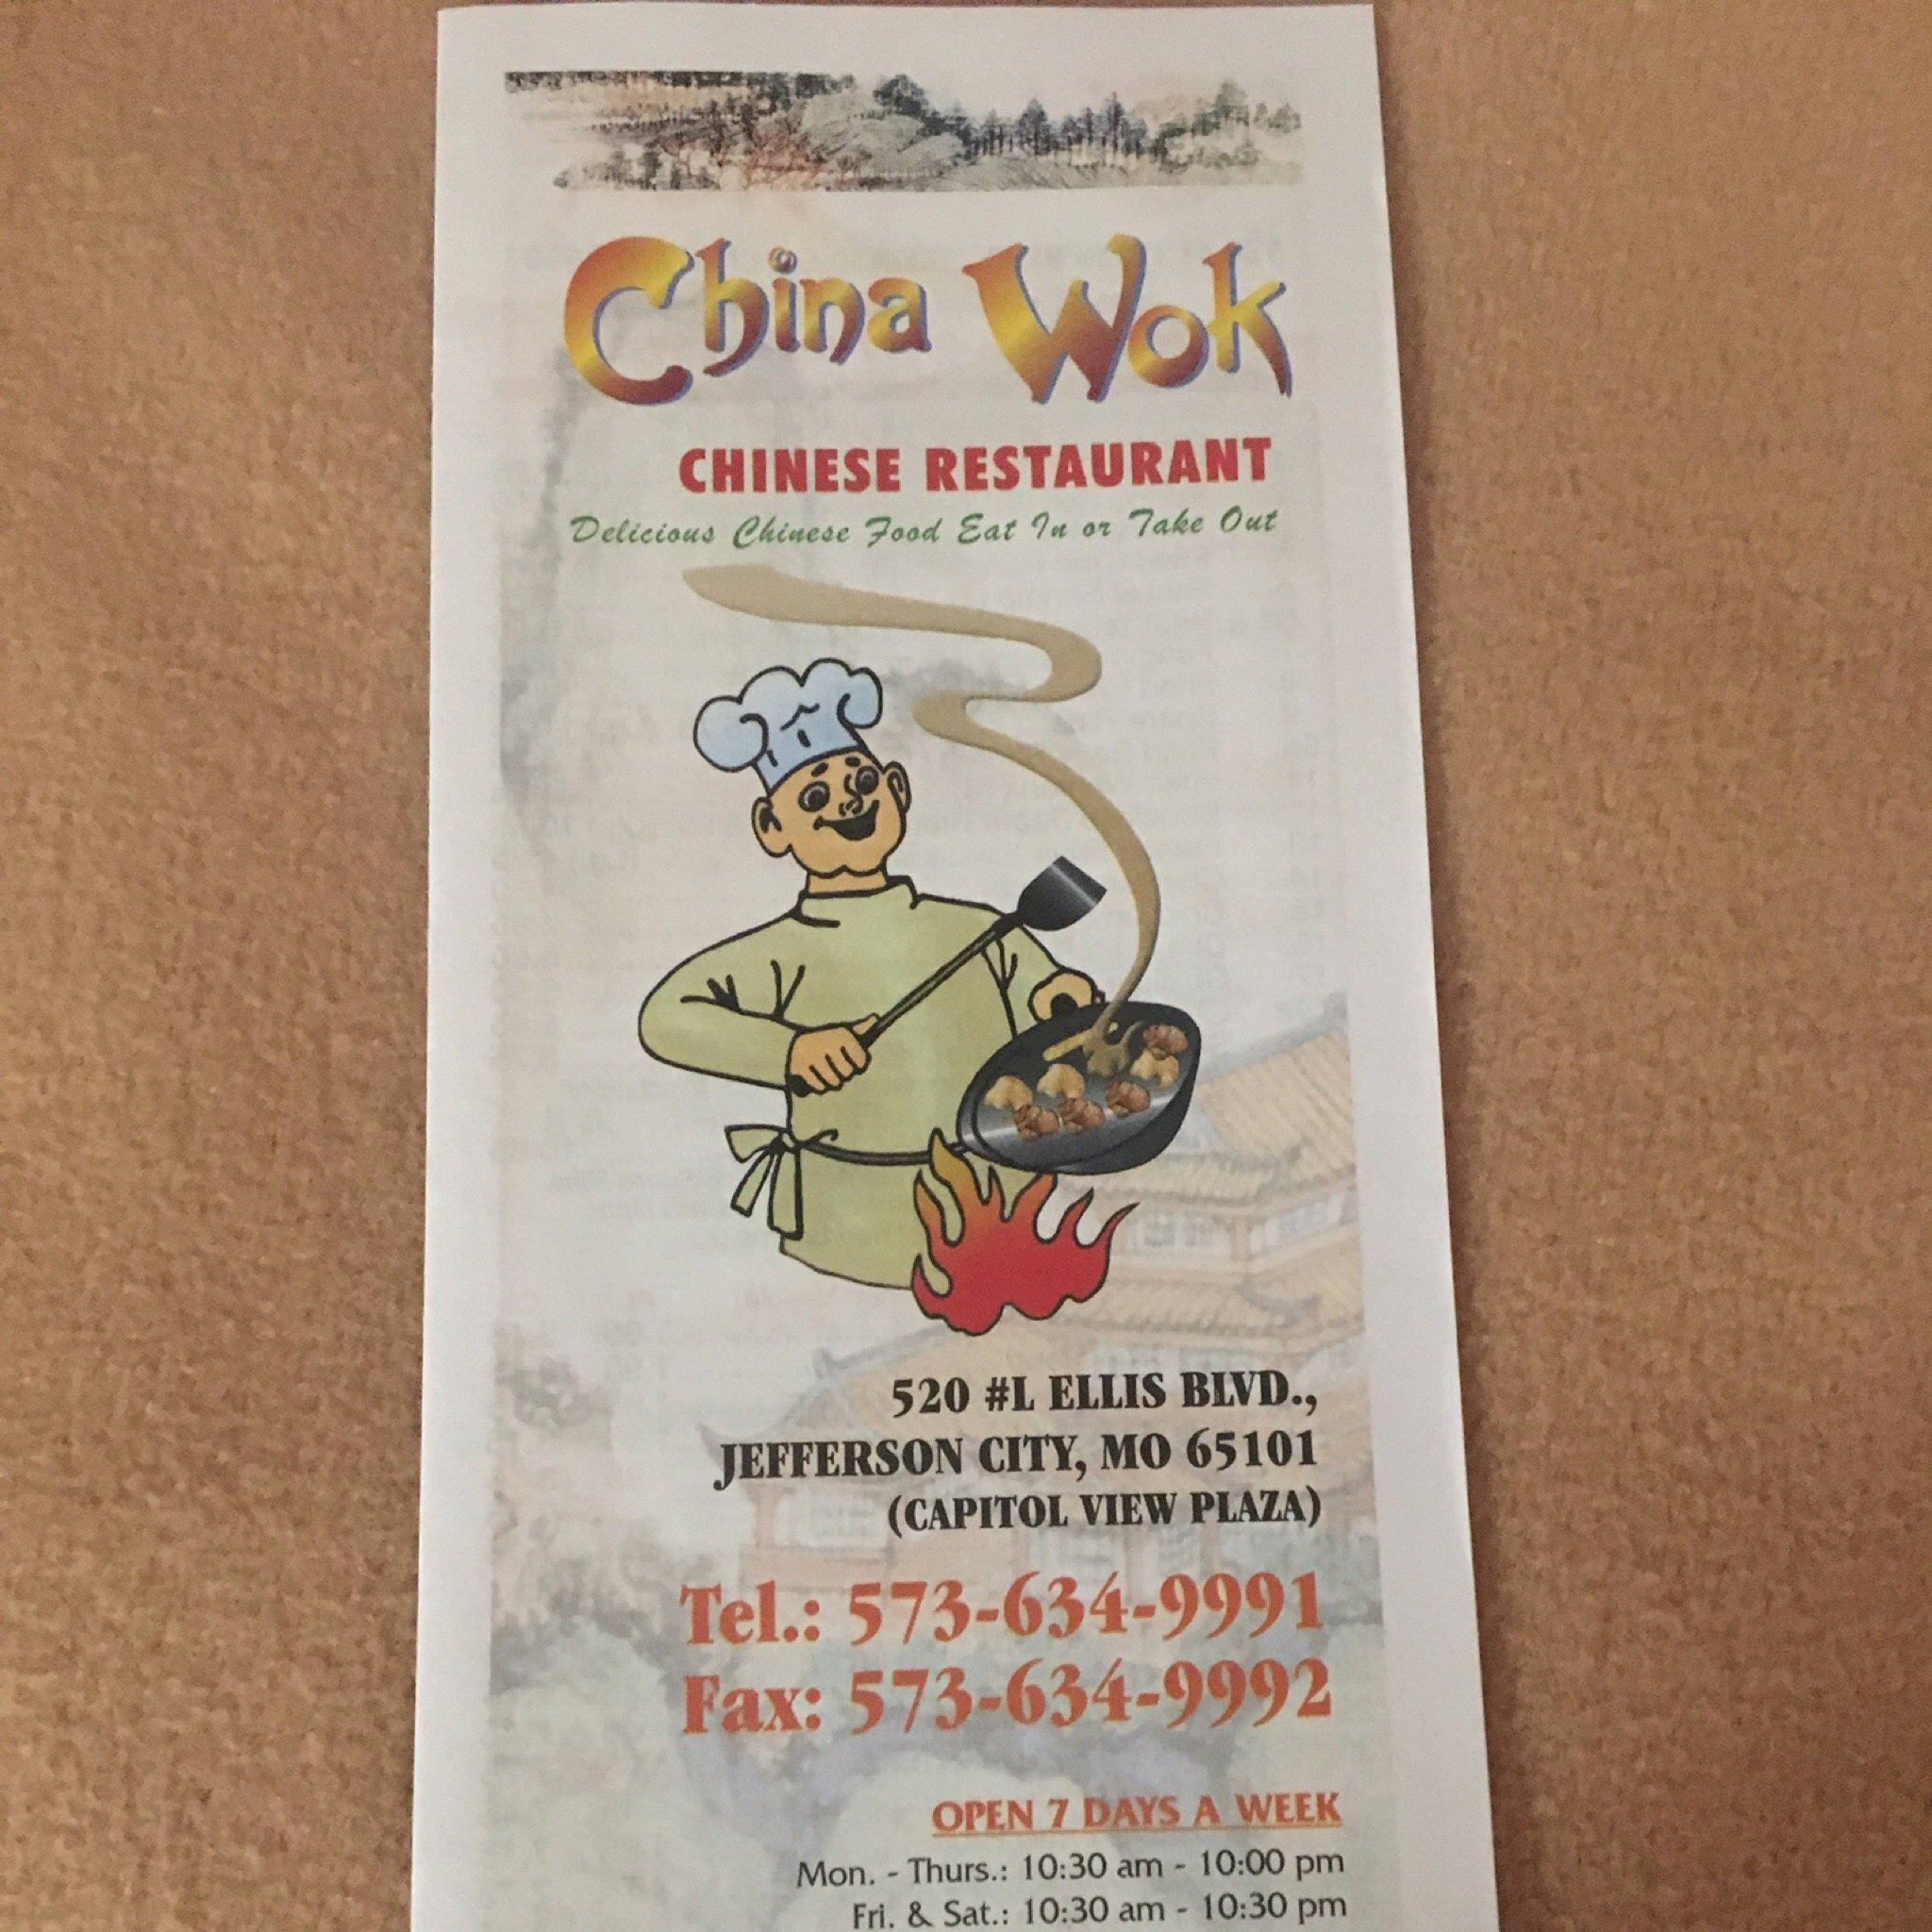 China Wok
CHINESE RESTAURANT
Delicious Chinese Food Eat In or Take Out
520 #L ELLIS BLVD.,
JEFFERSON CITY, MO 65101
(CAPITOL VIEW PLAZA)
Tel.: 573-634-9991
Fax: 573-634-9992
OPEN 7 DAYS A WEEK
Mon. - Thurs.: 10:30 am - 10:00 pm
Fri. & Sat.: 10:30 am - 10:30 pm